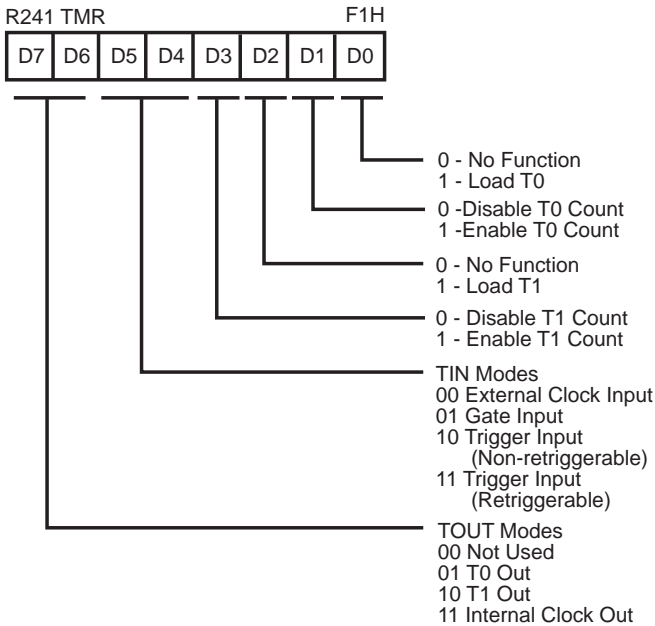 R241 TMR F1H
D7 D6 D5 D4 D3 D2 D1 D0
0 - No Function
1 - Load T0
0 -Disable T0 Count
1 -Enable T0 Count
0 - No Function
1 - Load T1
0 - Disable T1 Count
1 - Enable T1 Count
TIN Modes
00 External Clock Input
01 Gate Input
10 Trigger Input
(Non-retriggerable)
11 Trigger Input
(Retriggerable)
TOUT Modes
00 Not Used
01 T0 Out
10 T1 Out
11 Internal Clock Out